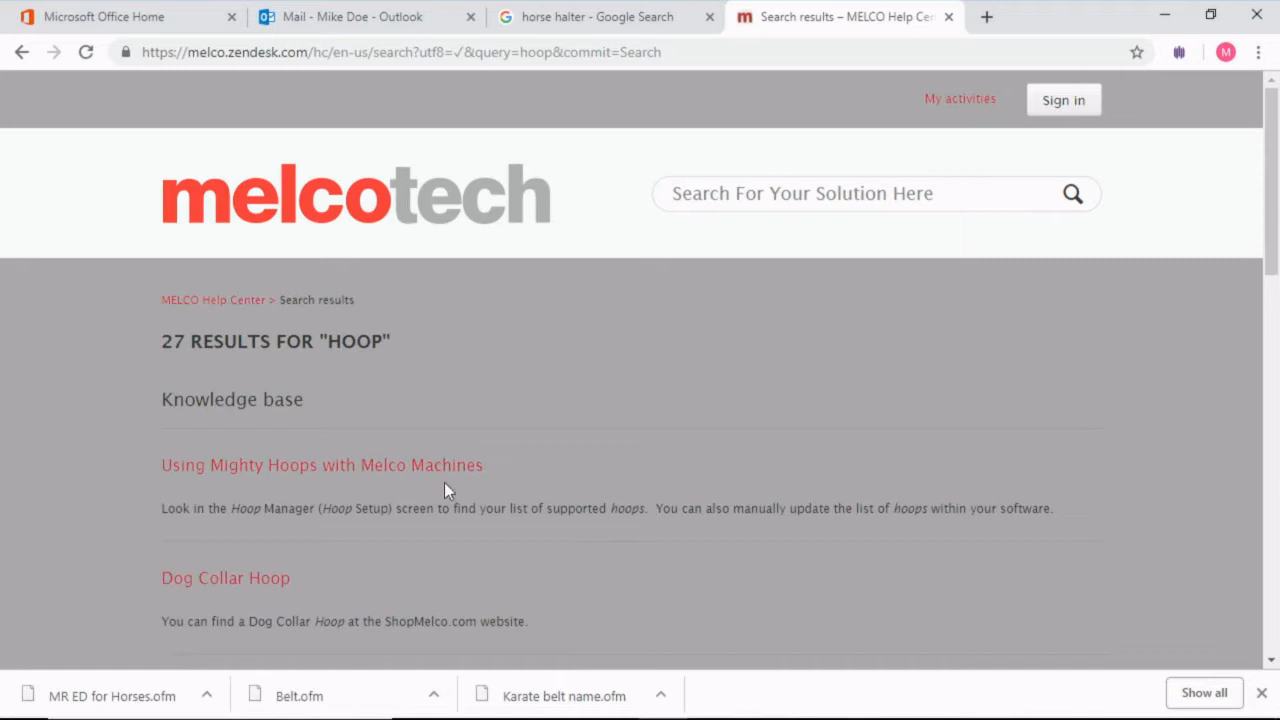 Microsoft Office Home
Mail - Mike Doe - Outlook
horse halter - Google Search
Search results – MELCO Help Cen
https://melco.zendesk.com/hc/en-us/search?utf8=✓&query=hoop&commit=Search
M
My activities
Sign in
melcotech
Search For Your Solution Here
MELCO Help Center > Search results
27 RESULTS FOR "HOOP"
Knowledge base
Using Mighty Hoops with Melco Machines
Look in the Hoop Manager (Hoop Setup) screen to find your list of supported hoops. You can also manually update the list of hoops within your software.
Dog Collar Hoop
You can find a Dog Collar Hoop at the ShopMelco.com website.
MR ED for Horses.ofm
Belt.ofm
Karate belt name.ofm
Show all